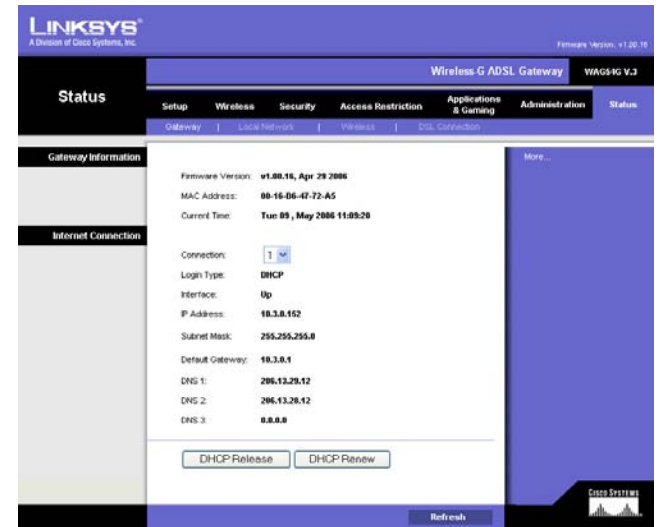 LINKSYS®
A Division of Cisco Systems, Inc.
Firmware Version: v1.00.16
Wireless-G ADSL Gateway WAG54G V.3
Status
Setup Wireless Security Access Restriction Applications & Gaming Administration Status
Gateway | Local Network | Wireless | DSL Connection
Gateway Information
More...
Firmware Version: v1.00.16, Apr 29 2006
MAC Address: 00-16-B6-47-72-A5
Current Time: Tue 09 , May 2006 11:09:20
Internet Connection
Connection: 1
Login Type: DHCP
Interface: Up
IP Address: 10.3.0.152
Subnet Mask: 255.255.255.0
Default Gateway: 10.3.0.1
DNS 1: 206.13.29.12
DNS 2: 206.13.28.12
DNS 3: 0.0.0.0
DHCP Release DHCP Renew
Refresh
CISCO SYSTEMS